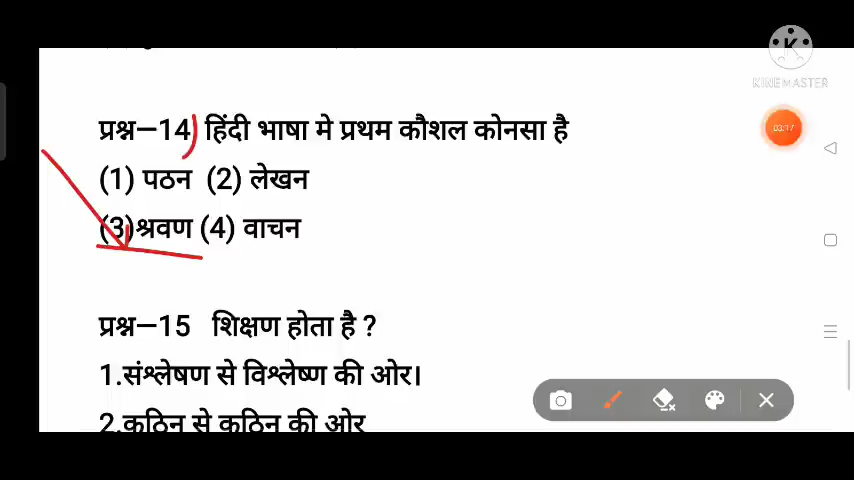 KINEMASTER
03:17
प्रश्न—14) हिंदी भाषा मे प्रथम कौशल कोनसा है
(1) पठन (2) लेखन
(3)श्रवण (4) वाचन
प्रश्न—15 शिक्षण होता है ?
1.संश्लेषण से विश्लेष्ण की ओर।
2.कठिन से कठिन की ओर